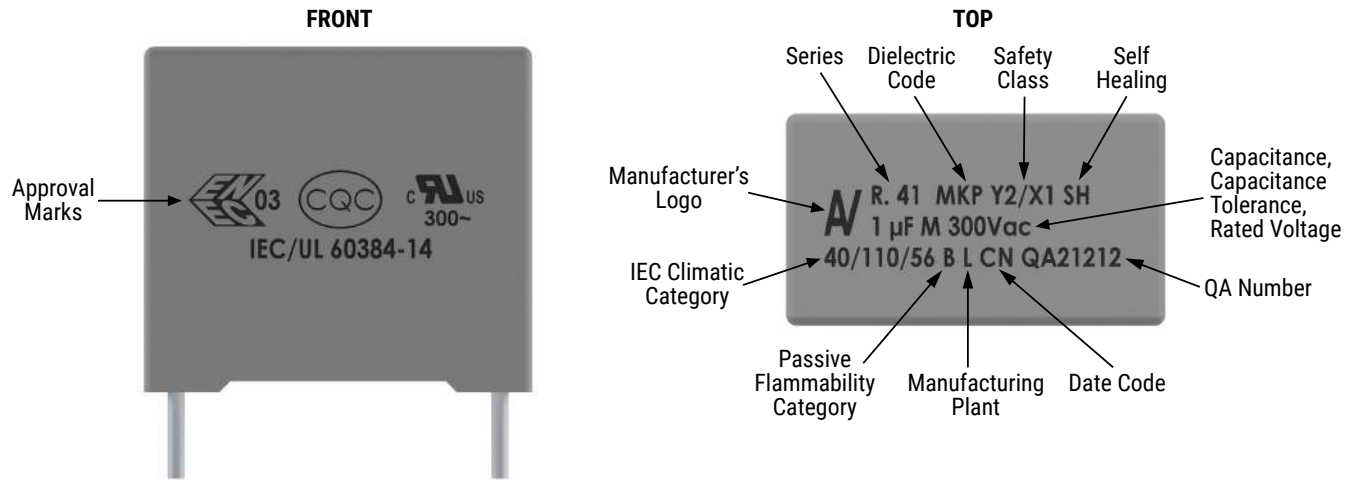 FRONT
Approval
Marks
03
CQC
c RU US
300~
IEC/UL 60384-14
TOP
Series
Dielectric
Code
Safety
Class
Self
Healing
Manufacturer's
Logo
Capacitance,
Capacitance
Tolerance,
Rated Voltage
R. 41 MKP Y2/X1 SH
1 µF M 300Vac
40/110/56 B L CN QA21212
IEC Climatic
Category
QA Number
Passive
Flammability
Category
Manufacturing
Plant
Date Code